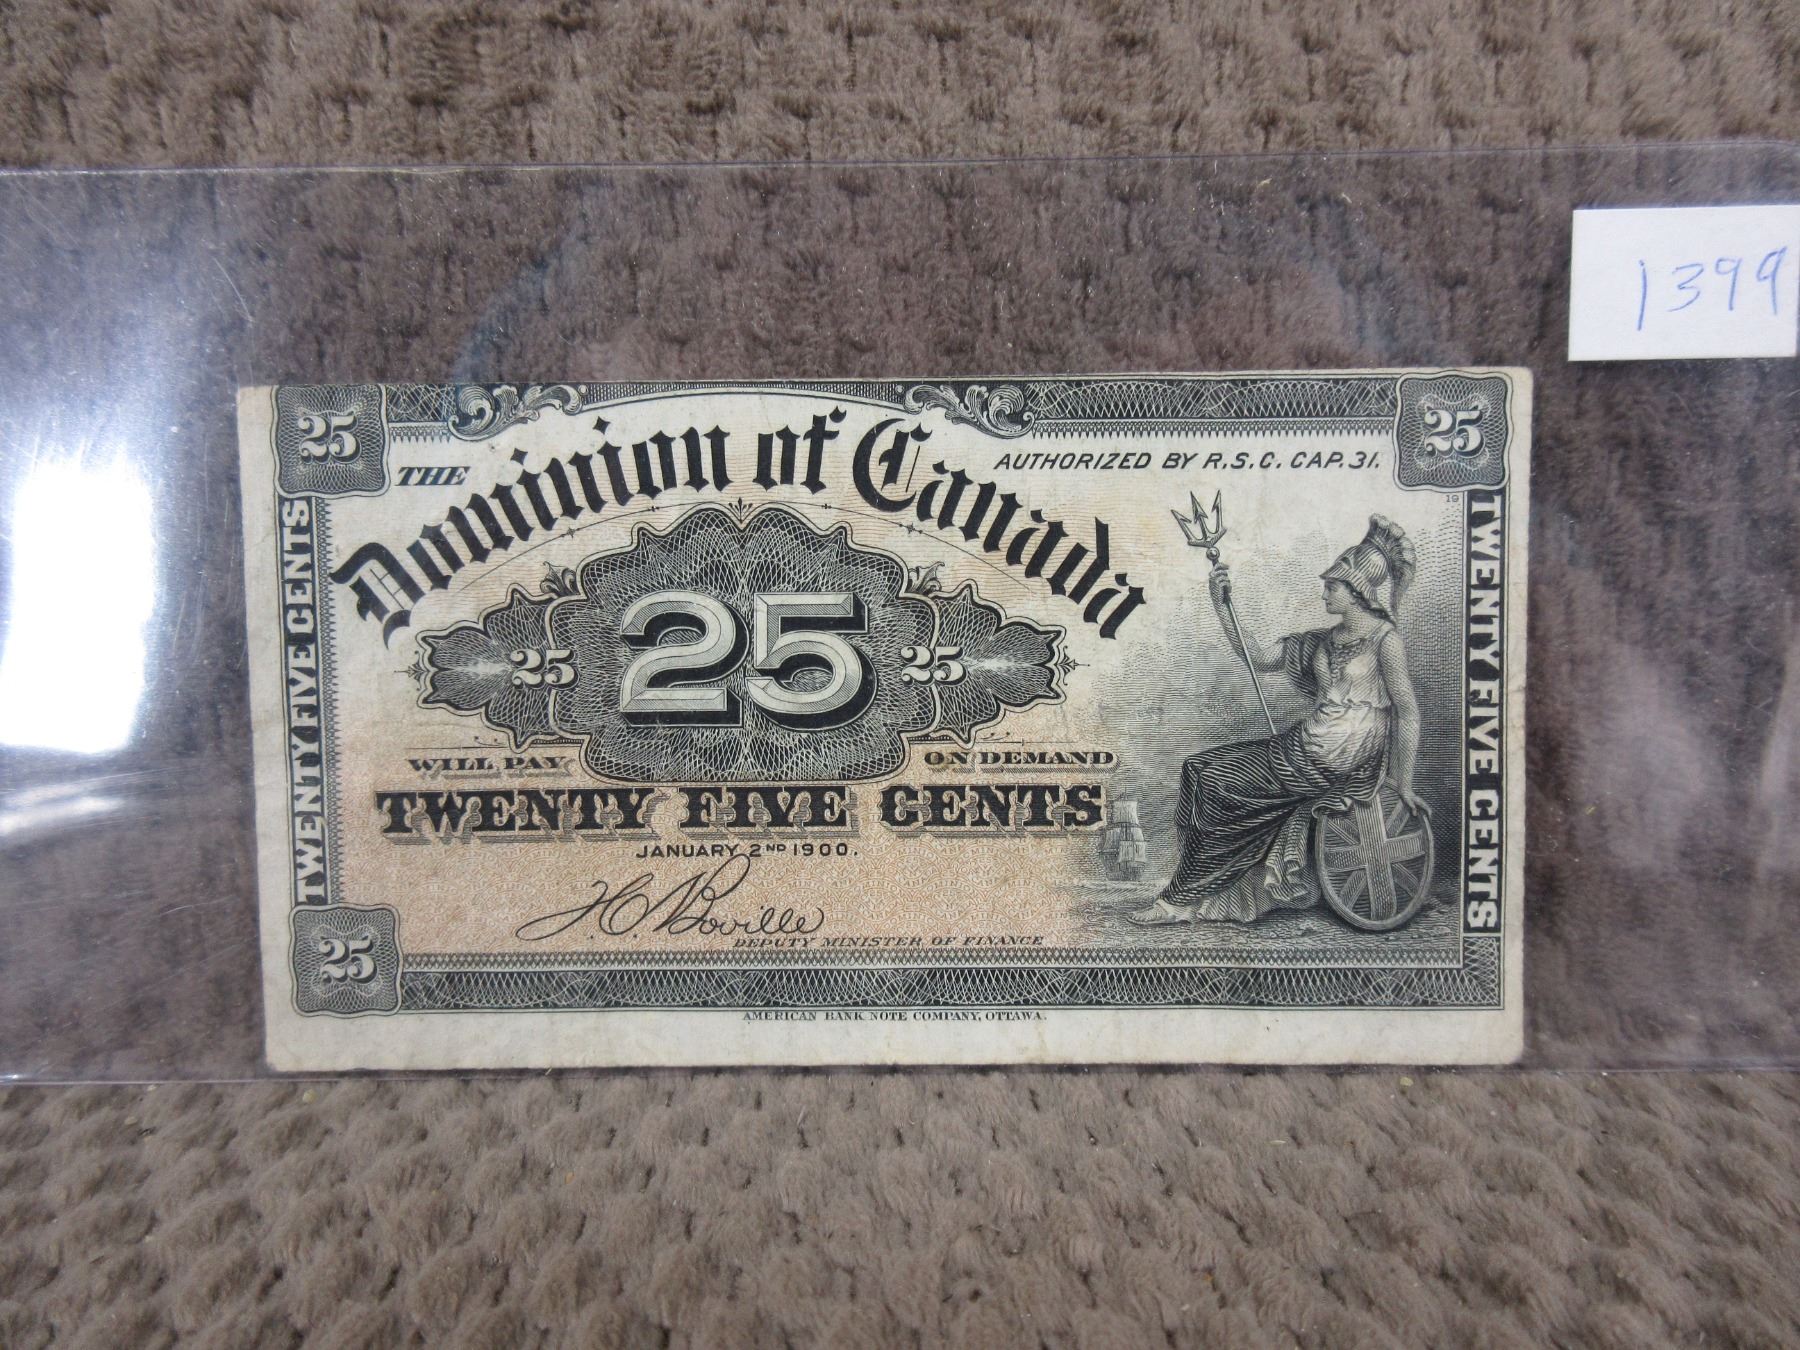 1399
25
25
THE
Dominion of Canada
AUTHORIZED BY R.S.C. CAP. 31.
19
TWENTY FIVE CENTS
TWENTY FIVE CENTS
25
25
25
WILL PAY
ON DEMAND
TWENTY FIVE CENTS
JANUARY 2ND 1900.
H.C. Boville
DEPUTY MINISTER OF FINANCE
25
AMERICAN BANK NOTE COMPANY, OTTAWA.